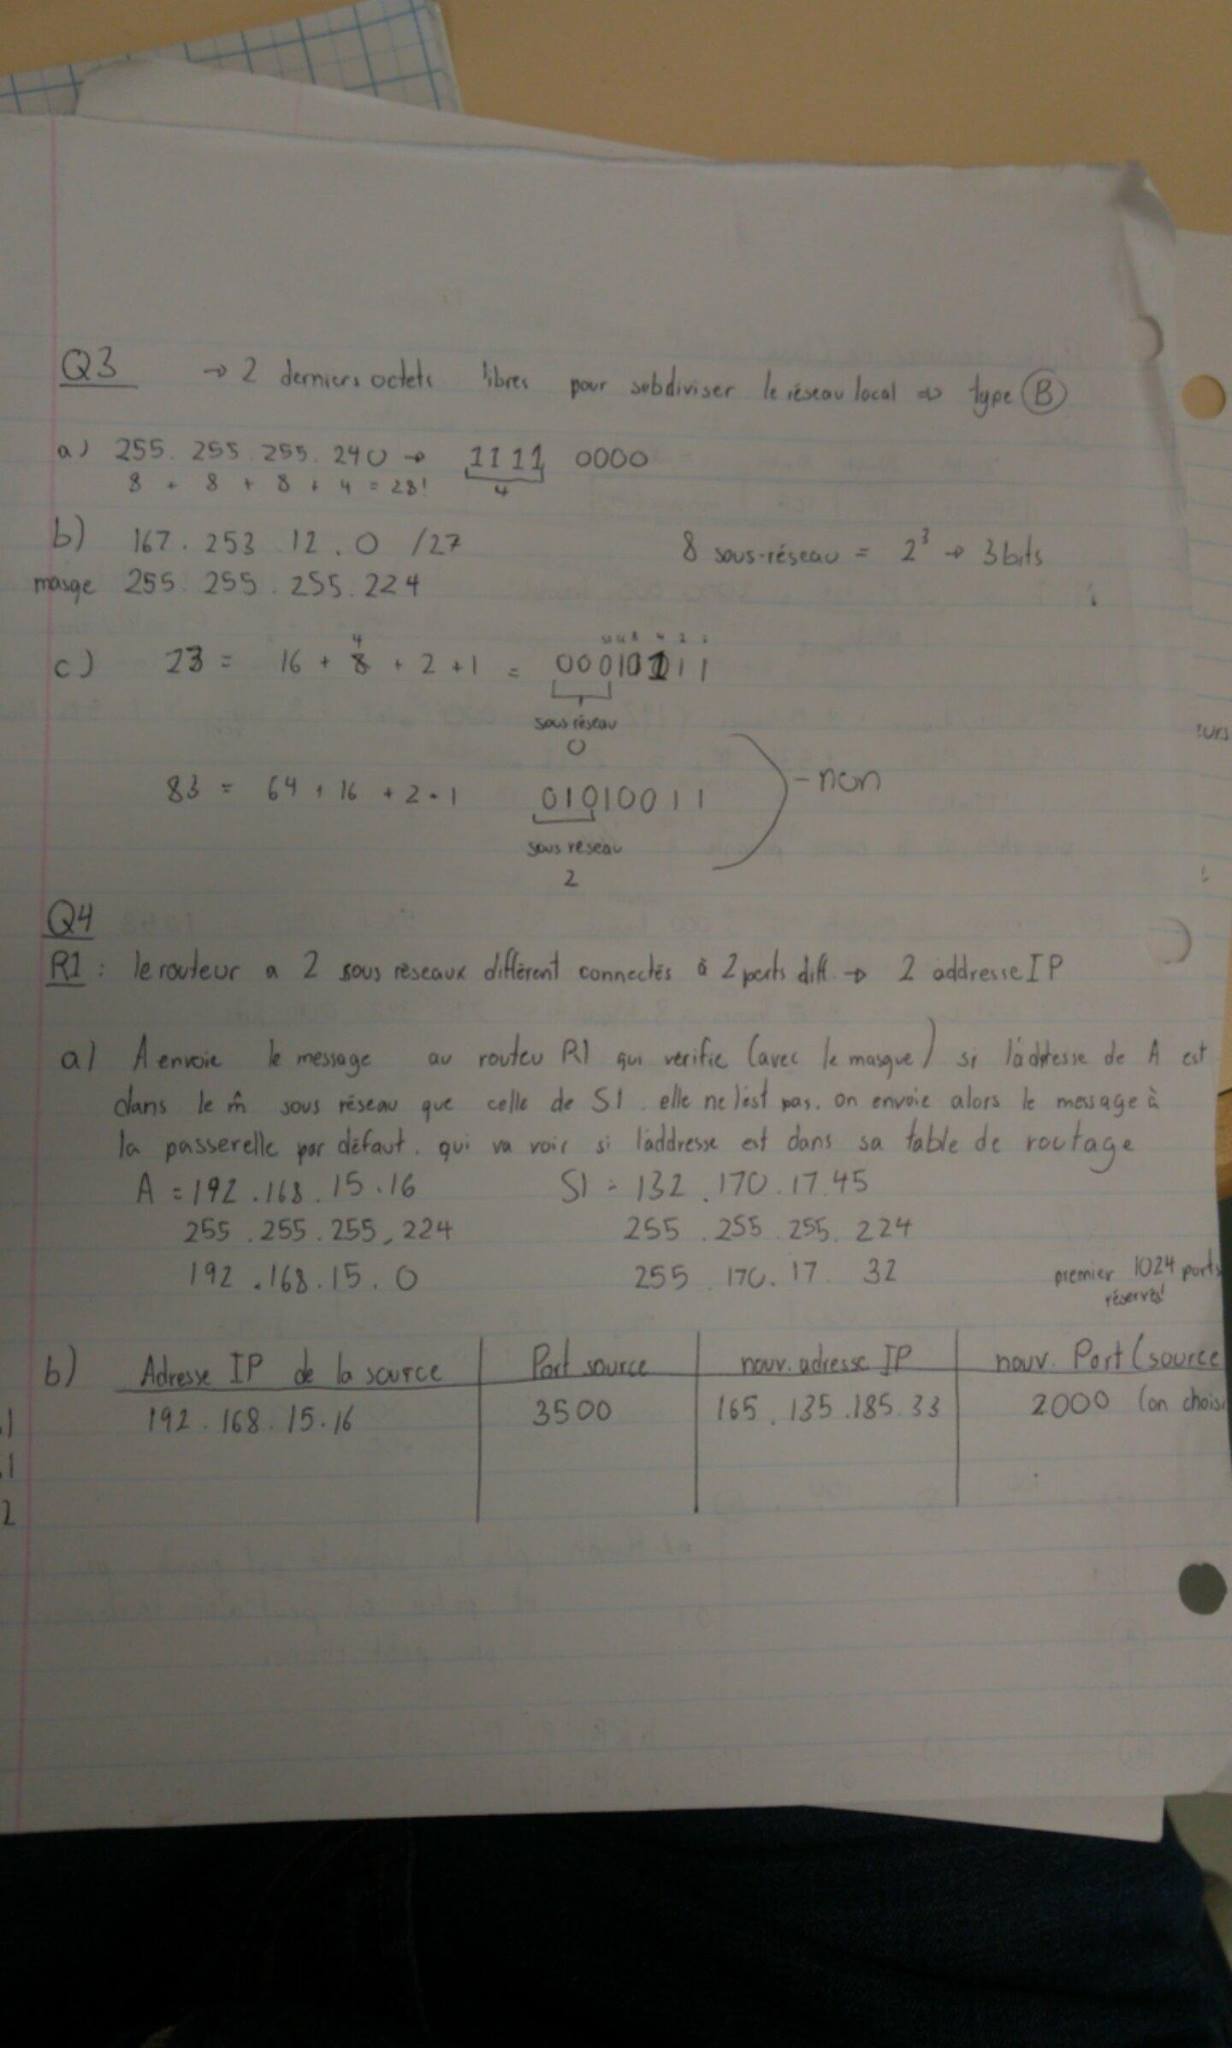 Q3 → 2 derniers octets libres pour subdiviser le réseau local => type B
a) 255. 255. 255. 240 → 1111 0000
8 + 8 + 8 + 4 = 28! 4
b) 167. 253 12. 0 /27 8 sous-réseau = 2³ → 3 bits
masqe 255. 255. 255. 224
4
c) 23 = 16 + 8 + 2 + 1 = 00010111
sous réseau
0
83 = 64 + 16 + 2 + 1 01010011 - non
sous réseau
2
Q4
R1 : le routeur a 2 sous réseaux différent connectés à 2 ports diff. → 2 addresse IP
a) A envoie le message au routeu R1 qui vérifie (avec le masque) si l'addresse de A est
dans le m̂ sous réseau que celle de S1. elle ne l'est pas. on envoie alors le message à
la passerelle par défaut. qui va voir si l'addresse est dans sa table de routage
A = 192.168.15.16 S1 = 132.170.17.45
255.255.255.224 255.255.255.224
192.168.15.0 255.170.17.32 premier 1024 ports
réservés!
b) Adresse IP de la source Port source nouv. adresse IP nouv. Port (source
192.168.15.16 3500 165.135.185.33 2000 (on choisi